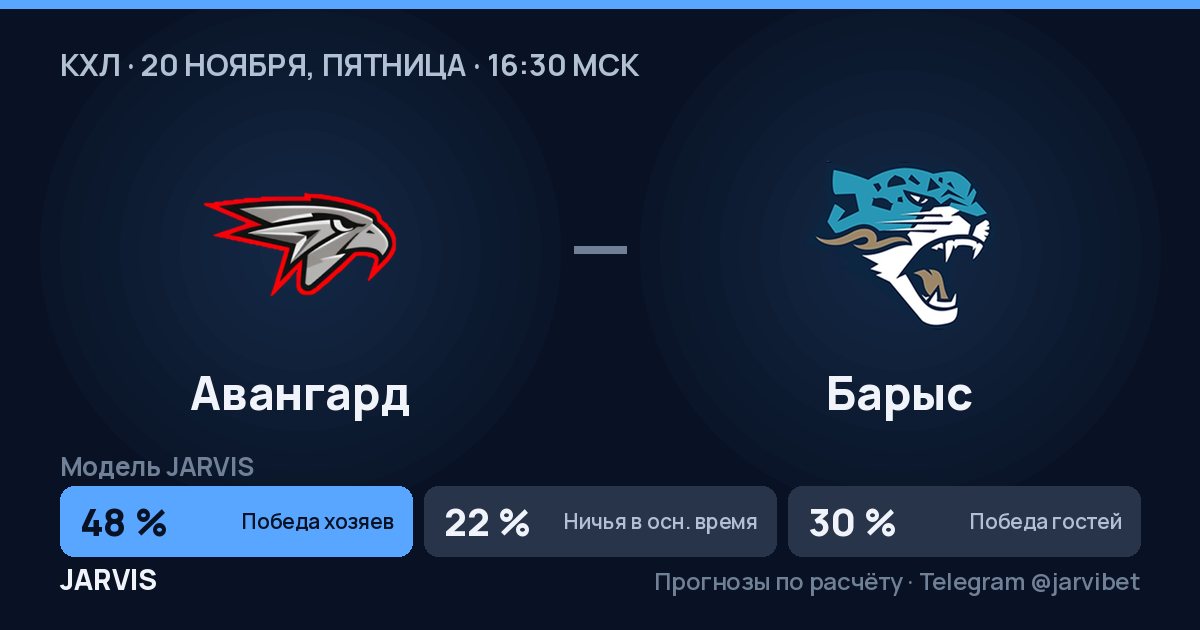 КХЛ · 20 НОЯБРЯ, ПЯТНИЦА · 16:30 МСК
—
Авангард
Барыс
Модель JARVIS
48 % Победа хозяев
22 % Ничья в осн. время
30 % Победа гостей
JARVIS
Прогнозы по расчёту · Telegram @jarvibet